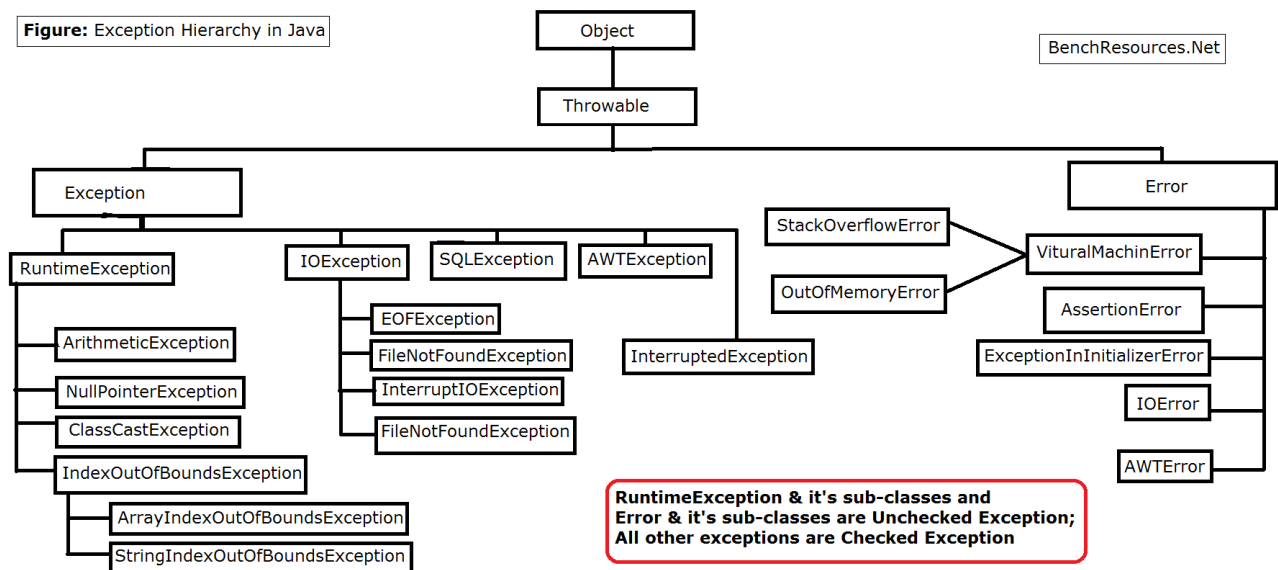 Figure: Exception Hierarchy in Java
Object
BenchResources.Net
Throwable
Exception
Error
StackOverflowError
VituralMachinError
RuntimeException
IOException
SQLException
AWTException
OutOfMemoryError
AssertionError
EOFException
ArithmeticException
FileNotFoundException
InterruptedException
ExceptionInInitializerError
NullPointerException
InterruptIOException
IOError
ClassCastException
FileNotFoundException
IndexOutOfBoundsException
AWTError
ArrayIndexOutOfBoundsException
StringIndexOutOfBoundsException
RuntimeException & it's sub-classes and
Error & it's sub-classes are Unchecked Exception;
All other exceptions are Checked Exception